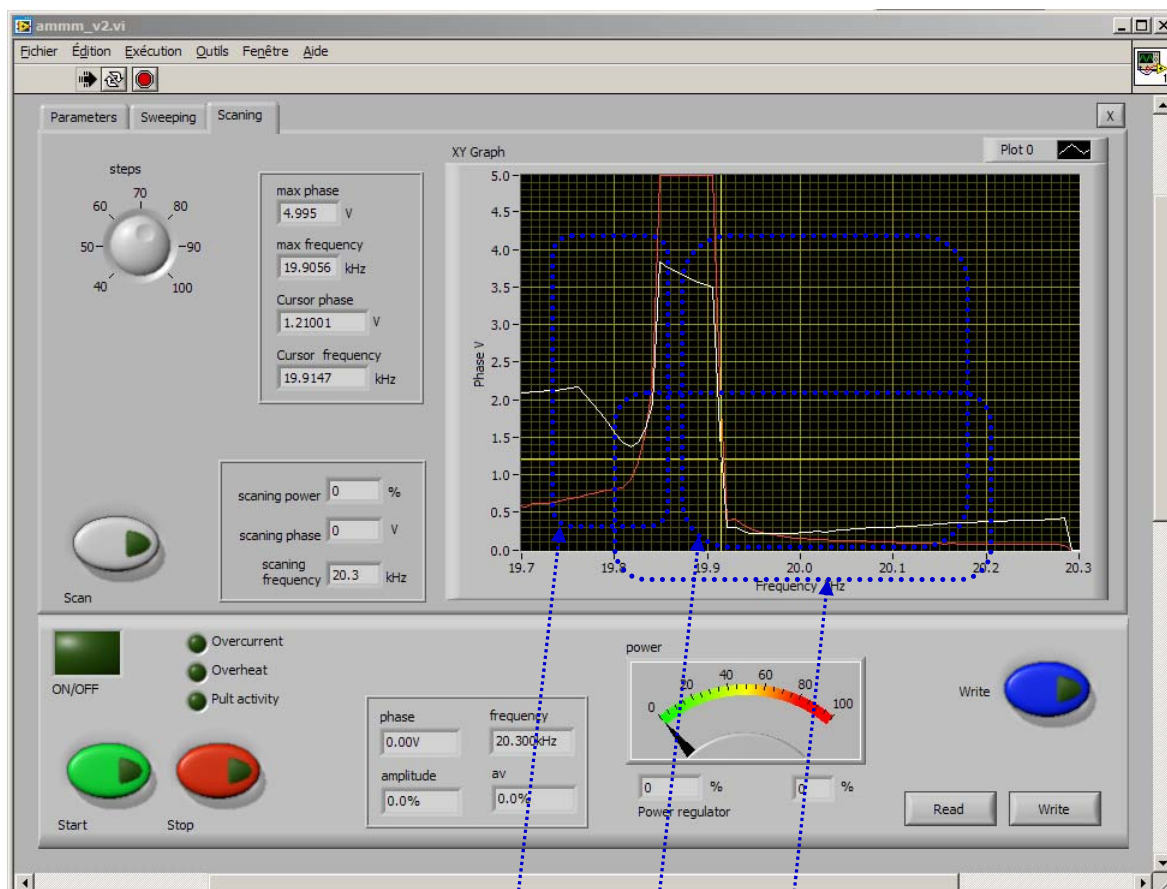 ammm_v2.vi
Fichier Édition Exécution Outils Fenêtre Aide
1
Parameters Sweeping Scaning X
steps
40 50 60 70 80 90 100
max phase
4.995 V
max frequency
19.9056 kHz
Cursor phase
1.21001 V
Cursor frequency
19.9147 kHz
scaning power 0 %
scaning phase 0 V
scaning
frequency 20.3 kHz
Scan
XY Graph Plot 0
Phase V
5.0
4.5
4.0
3.5
3.0
2.5
2.0
1.5
1.0
0.5
0.0
19.7 19.8 19.9 20.0 20.1 20.2 20.3
Frequency Hz
ON/OFF
Overcurrent
Overheat
Pult activity
Start Stop
phase frequency
0.00V 20.300kHz
amplitude av
0.0% 0.0%
power
0 20 40 60 80 100
0 % 0 %
Power regulator
Write
Read Write